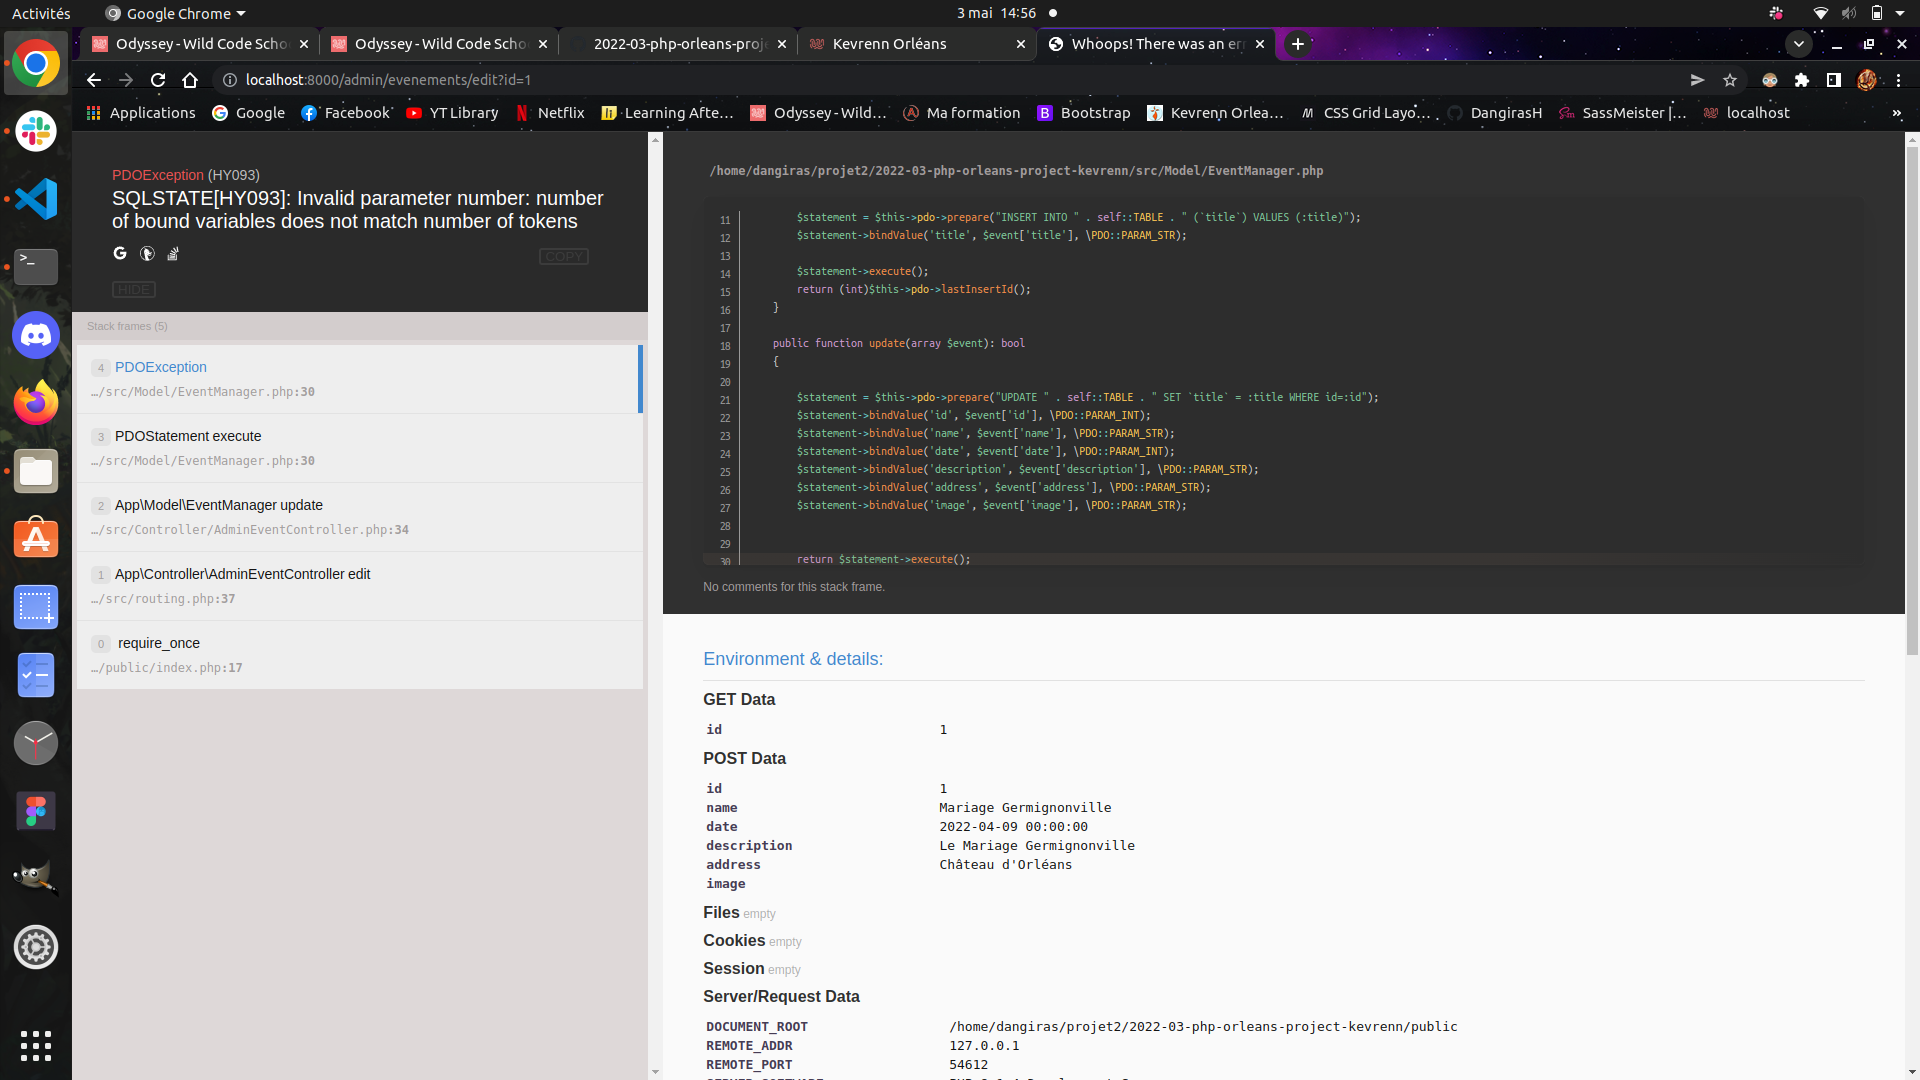 Activités
Google Chrome
3 mai 14:56
Odyssey - Wild Code Scho
Odyssey - Wild Code Scho
2022-03-php-orleans-proj
Kevrenn Orléans
Whoops! There was an err
localhost:8000/admin/evenements/edit?id=1
Applications
Google
Facebook
YT Library
Netflix
Learning Afte…
Odyssey - Wild…
Ma formation
Bootstrap
Kevrenn Orlea…
CSS Grid Layo…
DangirasH
SassMeister |…
localhost
»
PDOException (HY093)
SQLSTATE[HY093]: Invalid parameter number: number
of bound variables does not match number of tokens
COPY
HIDE
Stack frames (5)
4 PDOException
…/src/Model/EventManager.php:30
3 PDOStatement execute
…/src/Model/EventManager.php:30
2 App\Model\EventManager update
…/src/Controller/AdminEventController.php:34
1 App\Controller\AdminEventController edit
…/src/routing.php:37
0 require_once
…/public/index.php:17
/home/dangiras/projet2/2022-03-php-orleans-project-kevrenn/src/Model/EventManager.php
11 $statement = $this->pdo->prepare("INSERT INTO " . self::TABLE . " (`title`) VALUES (:title)");
12 $statement->bindValue('title', $event['title'], \PDO::PARAM_STR);
13
14 $statement->execute();
15 return (int)$this->pdo->lastInsertId();
16 }
17
18 public function update(array $event): bool
19 {
20
21 $statement = $this->pdo->prepare("UPDATE " . self::TABLE . " SET `title` = :title WHERE id=:id");
22 $statement->bindValue('id', $event['id'], \PDO::PARAM_INT);
23 $statement->bindValue('name', $event['name'], \PDO::PARAM_STR);
24 $statement->bindValue('date', $event['date'], \PDO::PARAM_INT);
25 $statement->bindValue('description', $event['description'], \PDO::PARAM_STR);
26 $statement->bindValue('address', $event['address'], \PDO::PARAM_STR);
27 $statement->bindValue('image', $event['image'], \PDO::PARAM_STR);
28
29
30 return $statement->execute();
No comments for this stack frame.
Environment & details:
GET Data
id 1
POST Data
id 1
name Mariage Germignonville
date 2022-04-09 00:00:00
description Le Mariage Germignonville
address Château d'Orléans
image
Files empty
Cookies empty
Session empty
Server/Request Data
DOCUMENT_ROOT /home/dangiras/projet2/2022-03-php-orleans-project-kevrenn/public
REMOTE_ADDR 127.0.0.1
REMOTE_PORT 54612